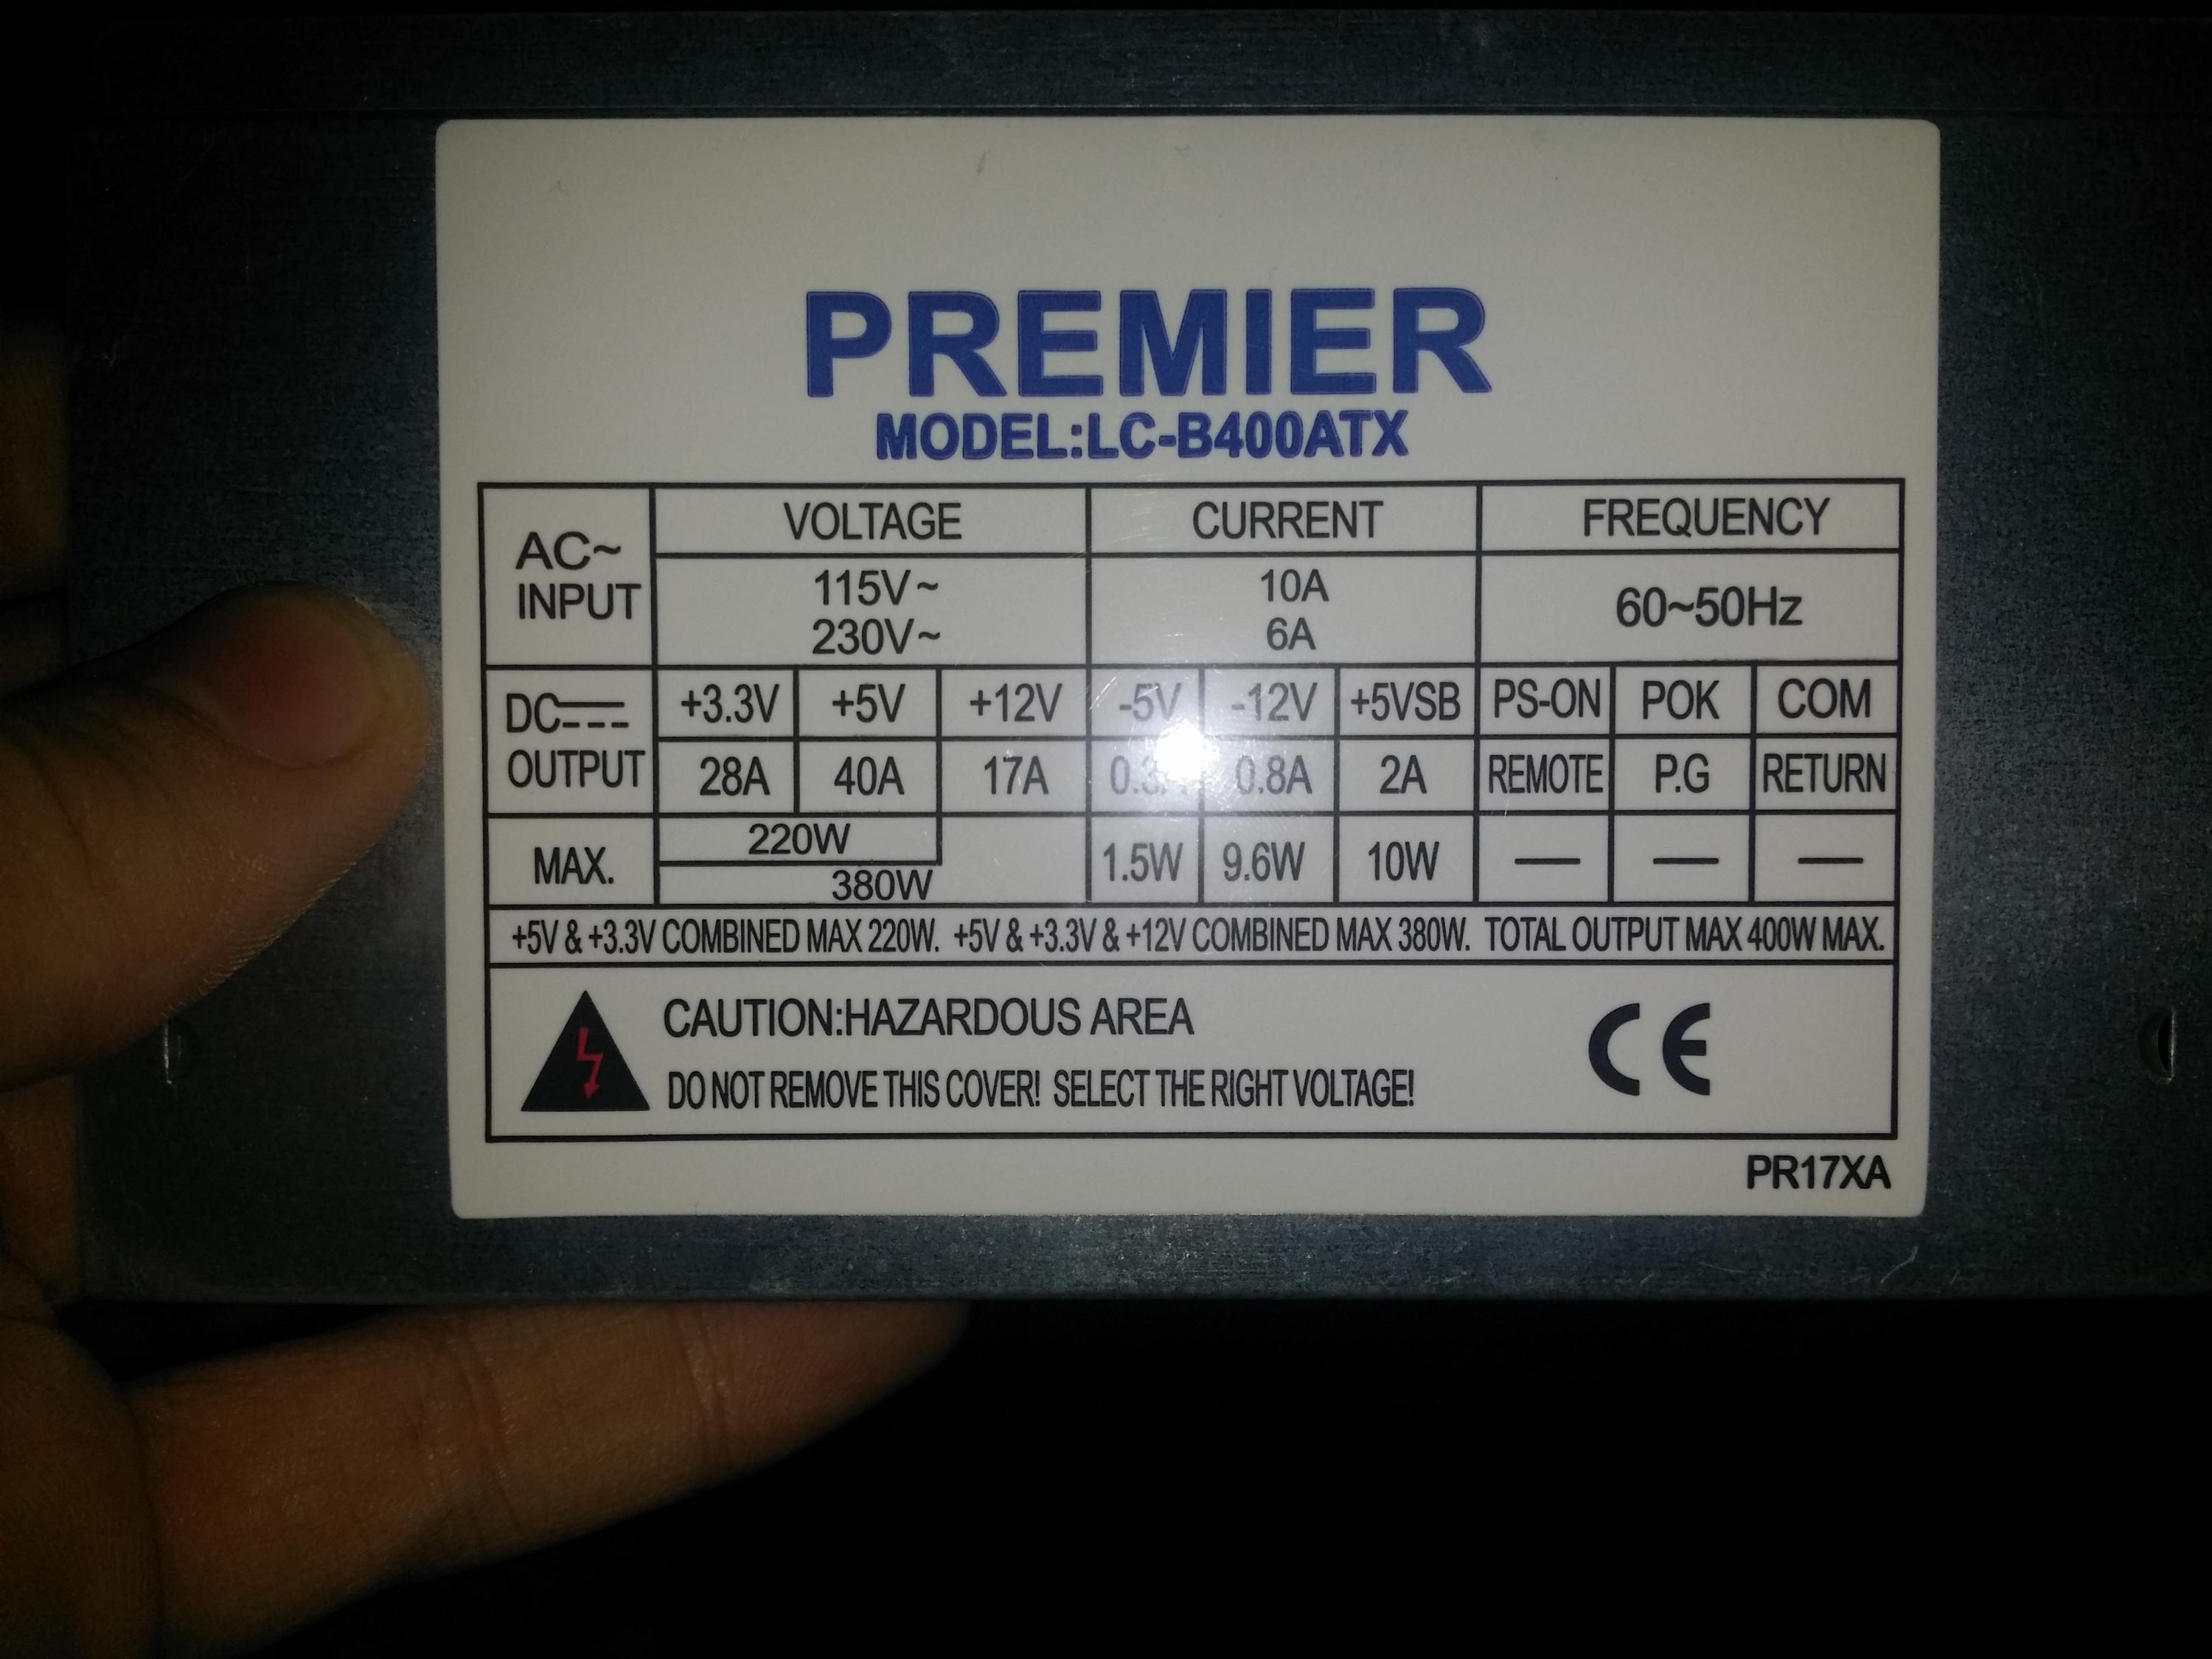 PREMIER
MODEL:LC-B400ATX
AC~ INPUT
VOLTAGE CURRENT FREQUENCY
115V~ 10A 60~50Hz
230V~ 6A
DC OUTPUT
+3.3V +5V +12V -5V -12V +5VSB PS-ON POK COM
28A 40A 17A 0.8A 2A REMOTE P.G RETURN
MAX. 220W 1.5W 9.6W 10W — — —
380W
+5V & +3.3V COMBINED MAX 220W. +5V & +3.3V & +12V COMBINED MAX 380W. TOTAL OUTPUT MAX 400W MAX.
CAUTION:HAZARDOUS AREA
DO NOT REMOVE THIS COVER! SELECT THE RIGHT VOLTAGE!
CE
PR17XA